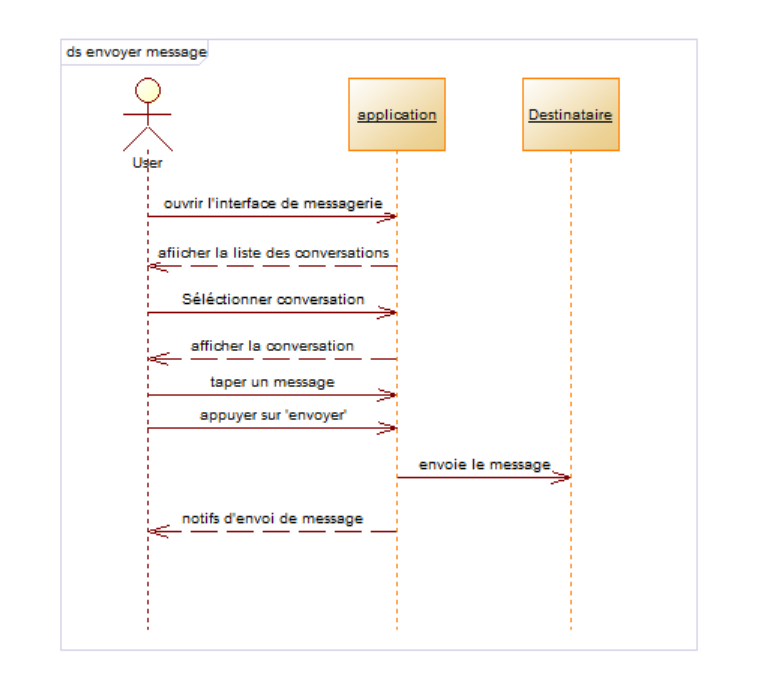 ds envoyer message
application
Destinataire
User
ouvrir l'interface de messagerie
afiicher la liste des conversations
Séléctionner conversation
afficher la conversation
taper un message
appuyer sur 'envoyer'
envoie le message
notifs d'envoi de message